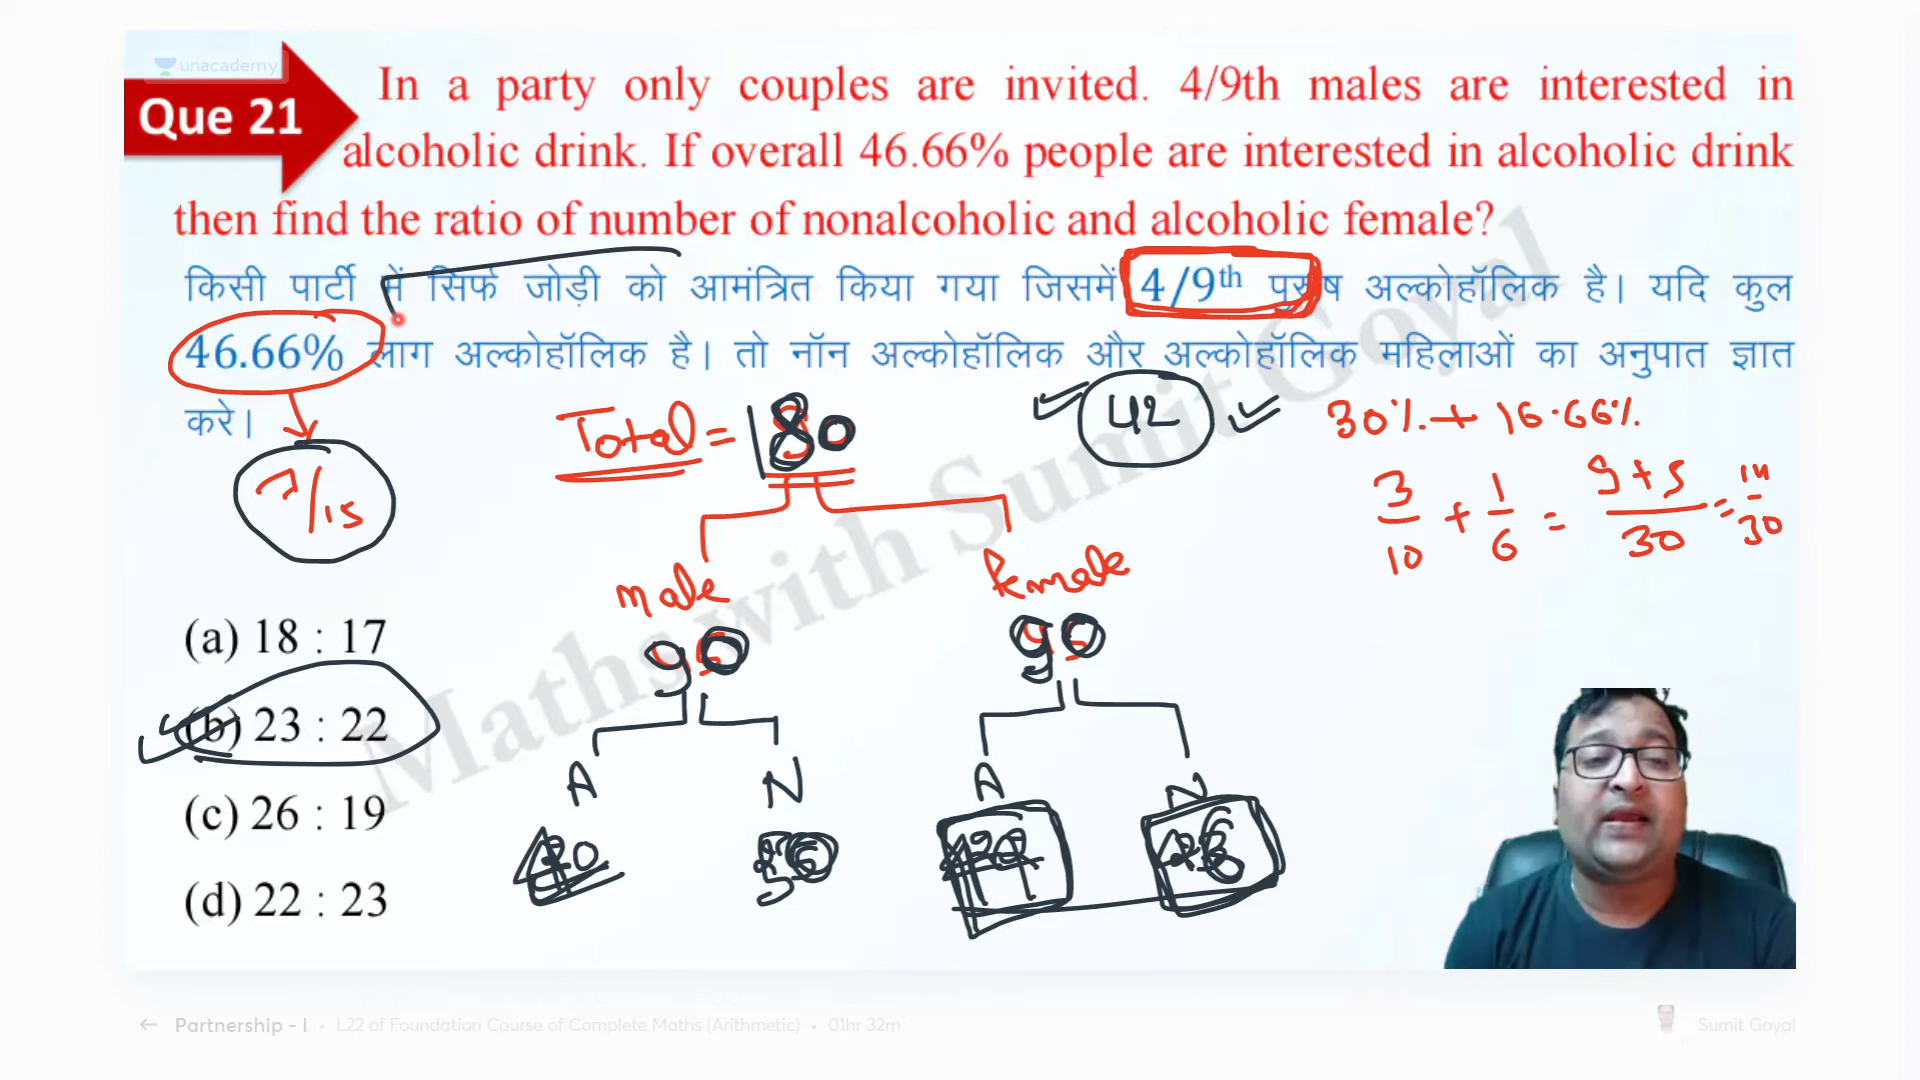 unacademy
Que 21
In a party only couples are invited. 4/9th males are interested in
alcoholic drink. If overall 46.66% people are interested in alcoholic drink
then find the ratio of number of nonalcoholic and alcoholic female?
किसी पार्टी में सिर्फ जोड़ी को आमंत्रित किया गया जिसमें 4/9th पुरुष अल्कोहॉलिक है। यदि कुल
46.66% लोग अल्कोहॉलिक है। तो नॉन अल्कोहॉलिक और अल्कोहॉलिक महिलाओं का अनुपात ज्ञात
करे।
7/15
Total = 180
42
30% + 16.66%
3/10 + 1/6 = 9+5/30 = 14/30
male
female
90
90
A
N
A
N
(a) 18 : 17
(b) 23 : 22
(c) 26 : 19
(d) 22 : 23
Maths with Sumit Goyal
← Partnership - I • L22 of Foundation Course of Complete Maths (Arithmetic) • 01hr 32m
Sumit Goyal